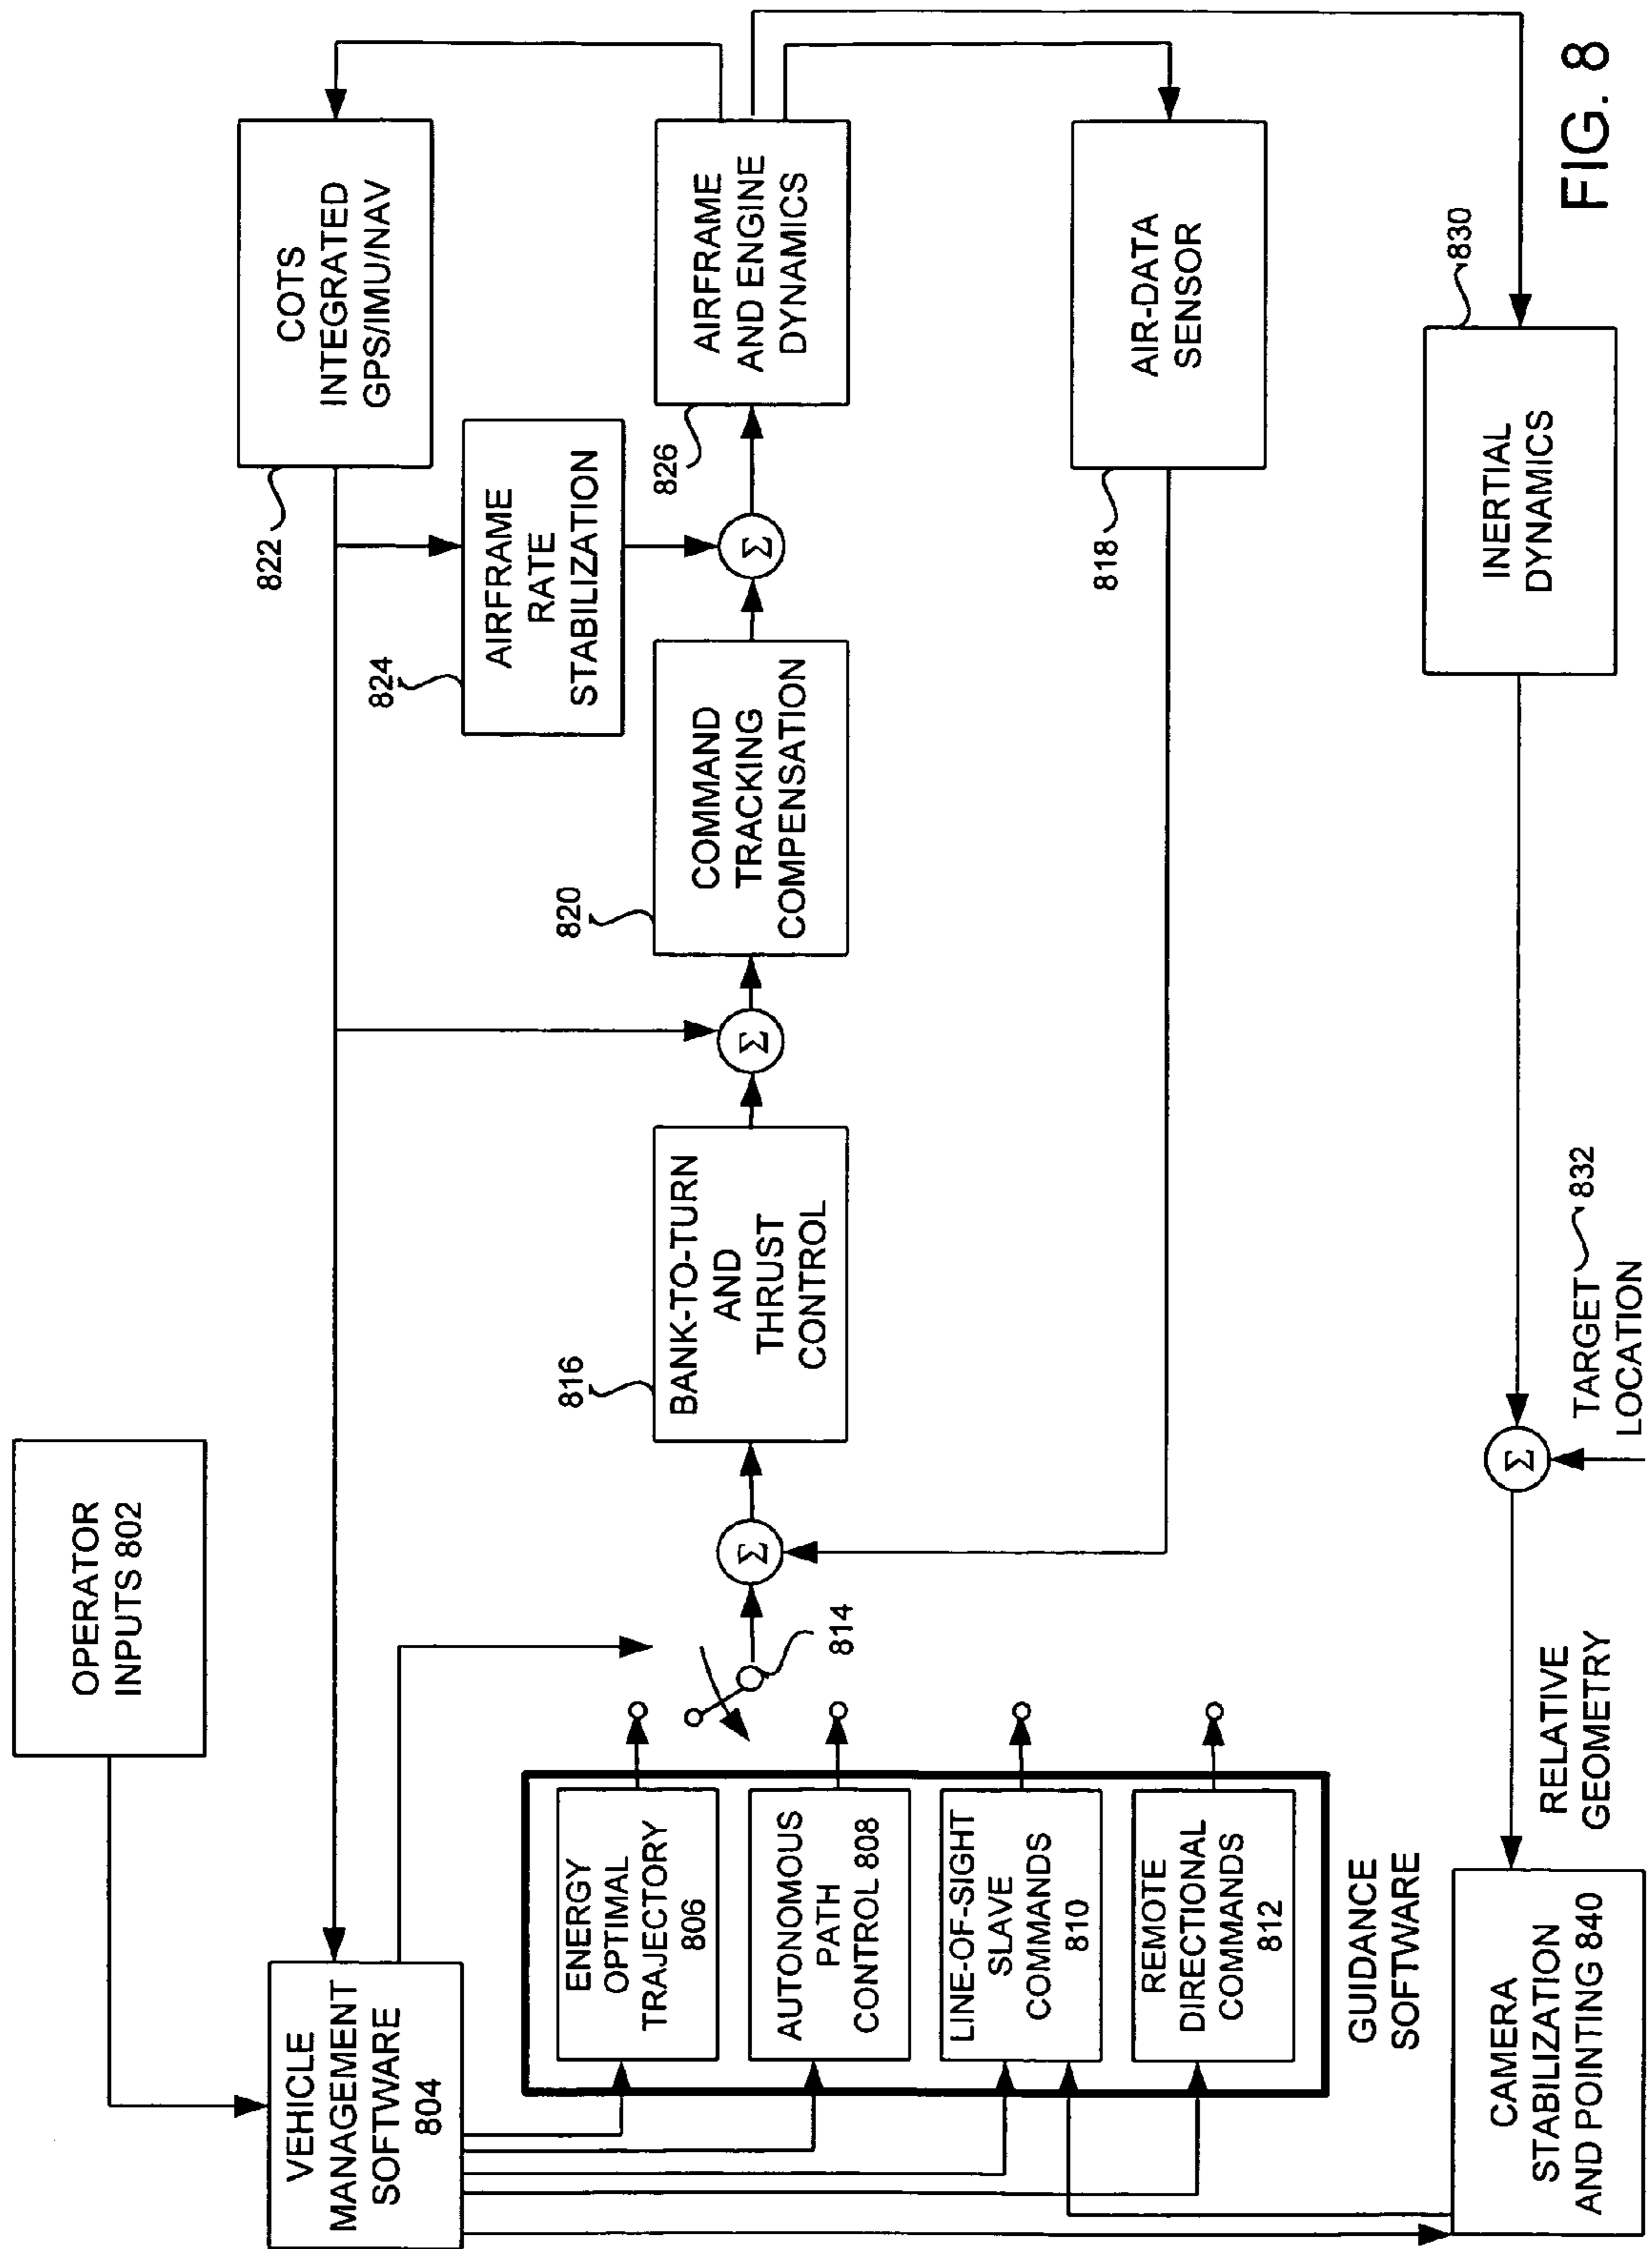 OPERATOR
INPUTS 802
VEHICLE
MANAGEMENT
SOFTWARE
804
COTS
INTEGRATED
GPS/IMU/NAV
822
AIRFRAME
RATE
STABILIZATION
824
ENERGY
OPTIMAL
TRAJECTORY
806
AUTONOMOUS
PATH
CONTROL 808
LINE-OF-SIGHT
SLAVE
COMMANDS
810
REMOTE
DIRECTIONAL
COMMANDS
812
GUIDANCE
SOFTWARE
814
Σ
BANK-TO-TURN
AND
THRUST
CONTROL
816
Σ
COMMAND
TRACKING
COMPENSATION
820
Σ
AIRFRAME
AND ENGINE
DYNAMICS
826
AIR-DATA
SENSOR
818
CAMERA
STABILIZATION
AND POINTING 840
RELATIVE
GEOMETRY
Σ
TARGET 832
LOCATION
INERTIAL
DYNAMICS
830
FIG. 8